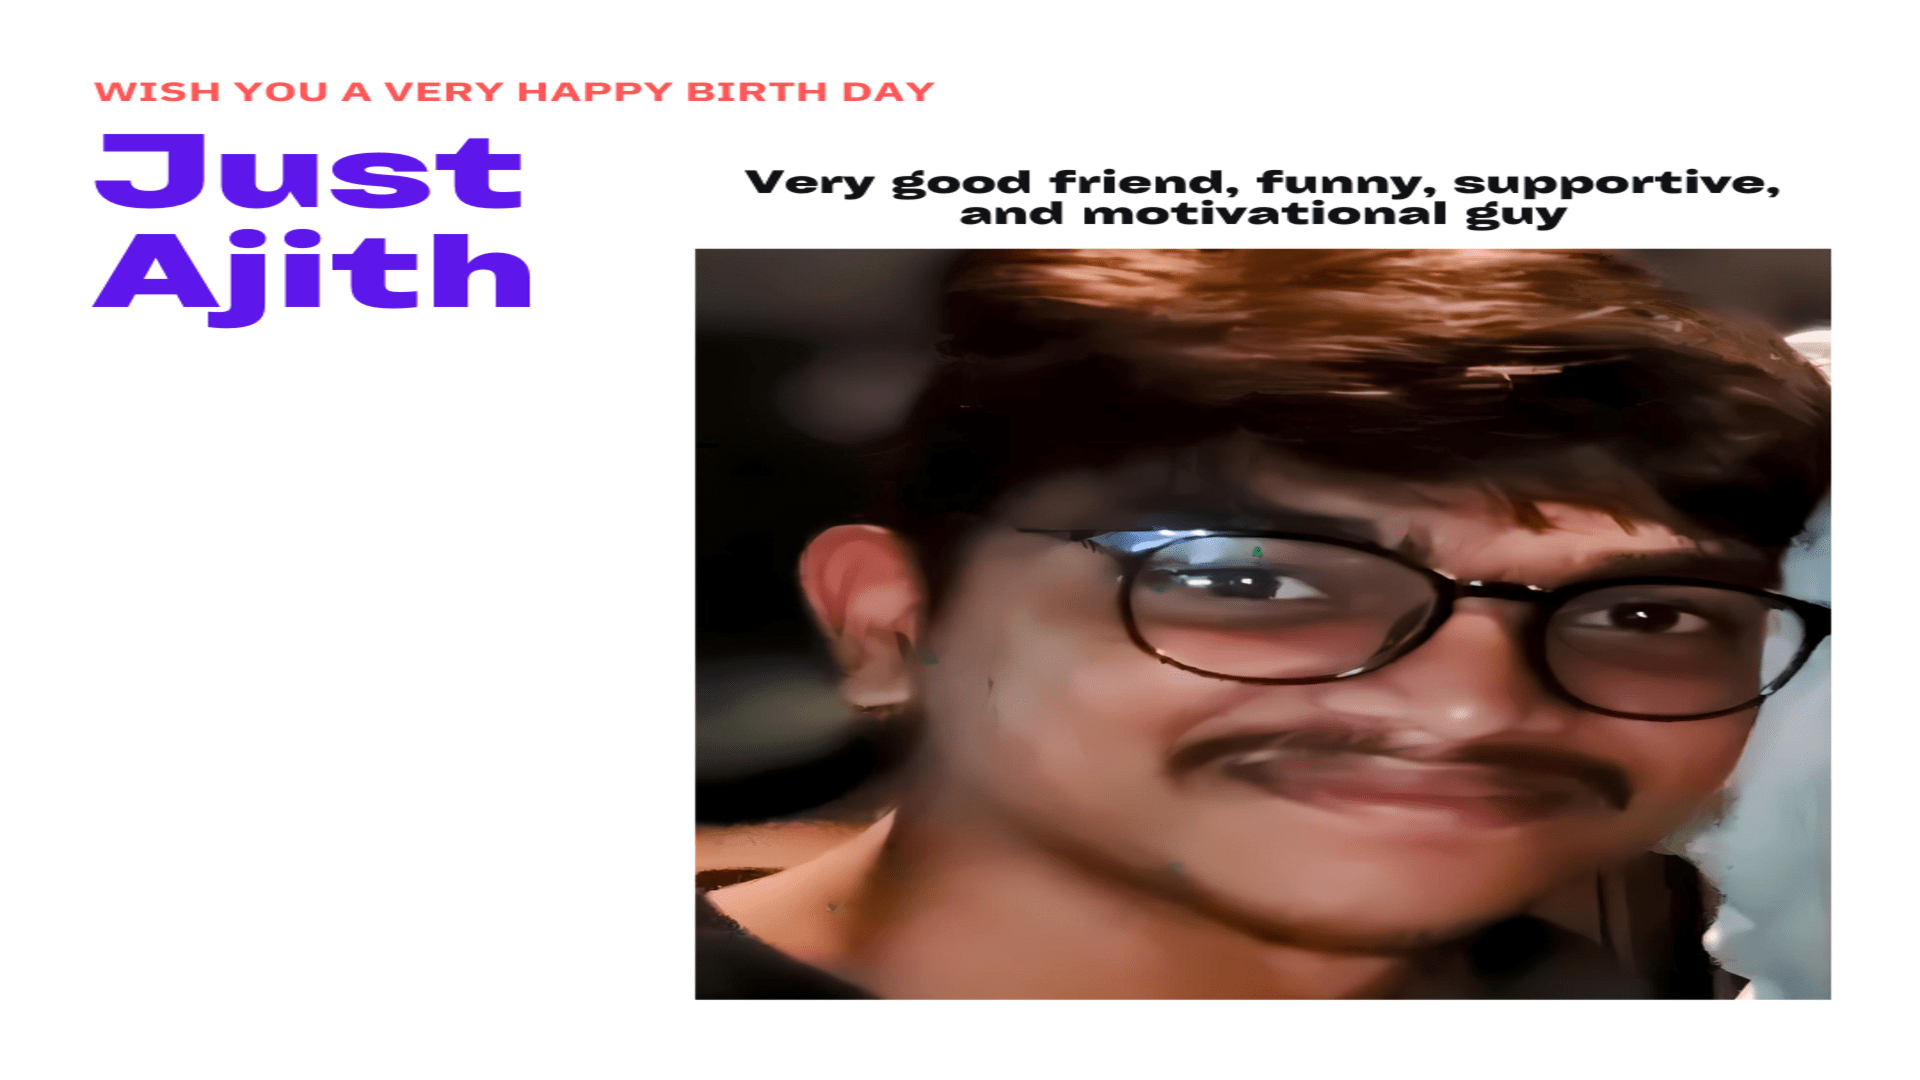 WISH YOU A VERY HAPPY BIRTH DAY
Just
Ajith
Very good friend, funny, supportive,
and motivational guy